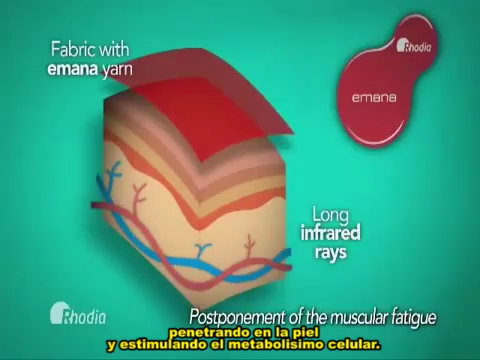 Fabric with
emana yarn
Rhodia
emana
Long
infrared
rays
Rhodia
Postponement of the muscular fatigue
penetrando en la piel
y estimulando el metabolisimo celular.